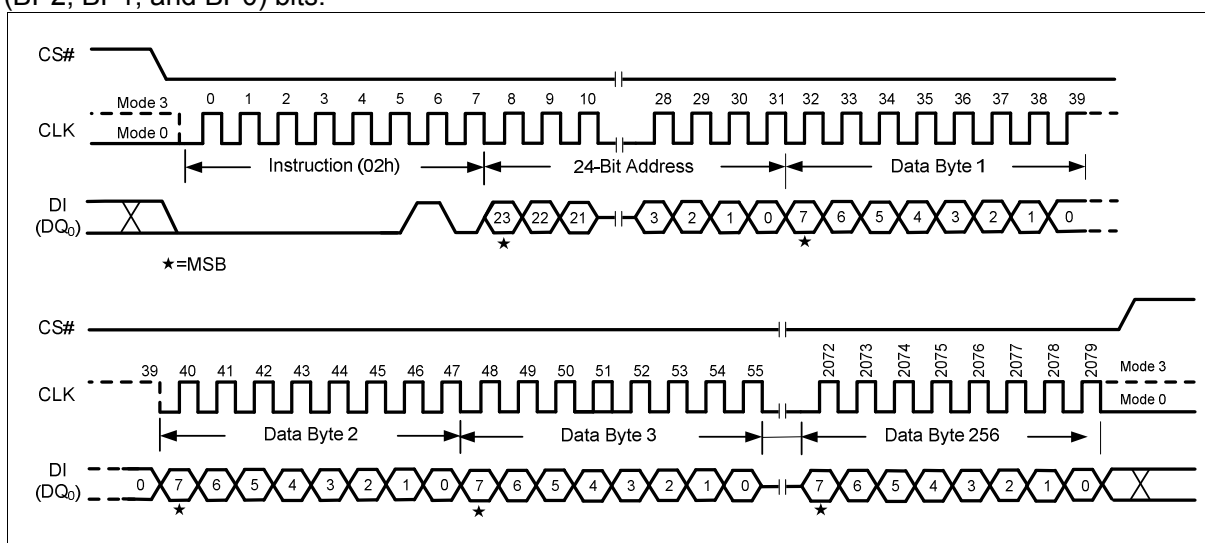 (BP2, BP1, and BP0) bits.
CS#
Mode 3
0 1 2 3 4 5 6 7 8 9 10 28 29 30 31 32 33 34 35 36 37 38 39
CLK
Mode 0
Instruction (02h) 24-Bit Address Data Byte 1
DI
(DQ0)
23 22 21 3 2 1 0 7 6 5 4 3 2 1 0
★ ★
★=MSB
CS#
39 40 41 42 43 44 45 46 47 48 49 50 51 52 53 54 55 2072 2073 2074 2075 2076 2077 2078 2079
Mode 3
CLK
Mode 0
Data Byte 2 Data Byte 3 Data Byte 256
DI
(DQ0)
0 7 6 5 4 3 2 1 0 7 6 5 4 3 2 1 0 7 6 5 4 3 2 1 0
★ ★ ★